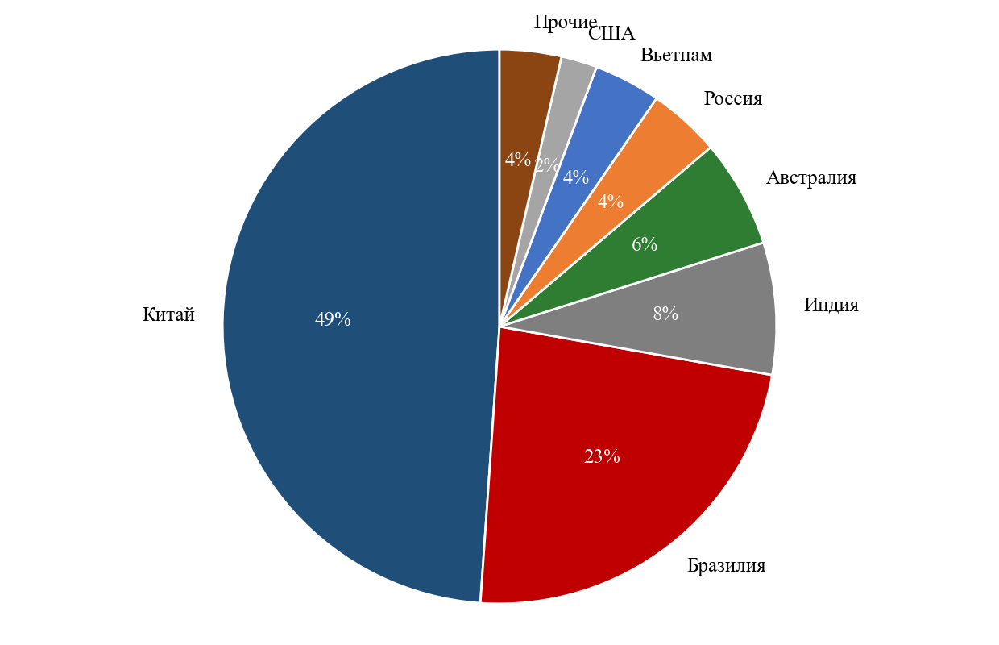 Прочие
США
Вьетнам
Россия
Австралия
Индия
Бразилия
Китай
4%
2%
4%
4%
6%
8%
23%
49%